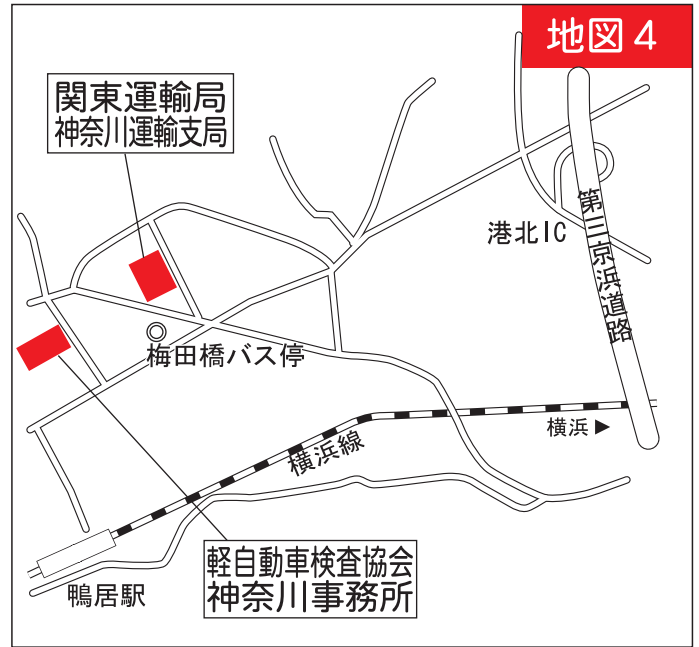 地図4
関東運輸局
神奈川運輸支局
港北IC
第三京浜道路
梅田橋バス停
横浜線
横浜▶
軽自動車検査協会
神奈川事務所
鴨居駅